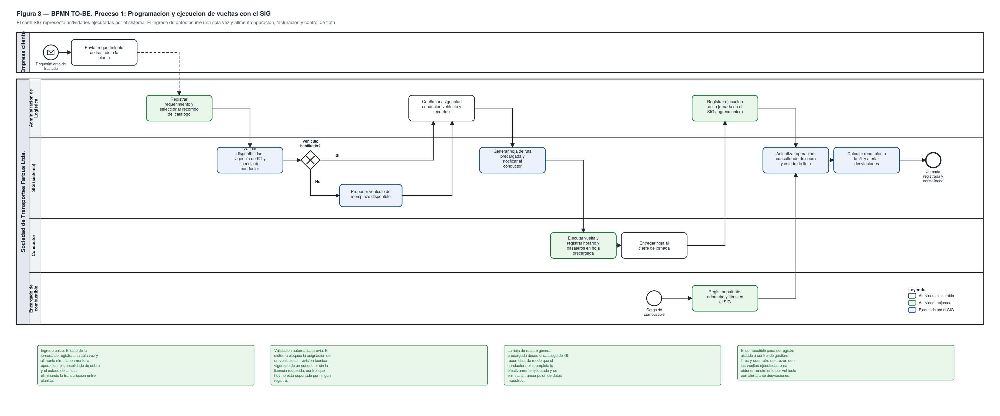 Figura 3 — BPMN TO-BE. Proceso 1: Programacion y ejecucion de vueltas con el SIG
El carril SIG representa actividades ejecutadas por el sistema. El ingreso de datos ocurre una sola vez y alimenta operacion, facturacion y control de flota
Empresa cliente
Requerimiento de
traslado
Enviar requerimiento
de traslado a la
planta
Sociedad de Transportes Farbus Ltda.
Administracion de
Logistica
Registrar
requerimiento y
seleccionar recorrido
del catalogo
Confirmar asignacion
conductor, vehiculo y
recorrido
Registrar ejecucion
de la jornada en el
SIG (ingreso unico)
SIG (sistema)
Validar
disponibilidad,
vigencia de RT y
licencia del
conductor
Vehiculo
habilitado?
SI
No
Proponer vehiculo de
reemplazo disponible
Generar hoja de ruta
precargada y
notificar al
conductor
Actualizar operacion,
consolidado de cobro
y estado de flota
Calcular rendimiento
km/L y alertar
desviaciones
Jornada
registrada y
consolidada
Conductor
Ejecutar vuelta y
registrar horario y
pasajeros en hoja
precargada
Entregar hoja al
cierre de jornada
Encargado de
combustible
Carga de
combustible
Registrar patente,
odometro y litros en
el SIG
Leyenda
Actividad sin cambio
Actividad mejorada
Ejecutada por el SIG
Ingreso unico. El dato de la
jornada se registra una sola vez y
alimenta simultaneamente la
operacion, el consolidado de cobro
y el estado de la flota,
eliminando la transcripcion entre
planillas.
Validacion automatica previa. El
sistema bloquea la asignacion de
un vehiculo sin revision tecnica
vigente o de un conductor sin la
licencia requerida, control que
hoy no esta soportado por ningun
registro.
La hoja de ruta se genera
precargada desde el catalogo de 48
recorridos, de modo que el
conductor solo completa lo
efectivamente ejecutado y se
elimina la transcripcion de datos
maestros.
El combustible pasa de registro
aislado a control de gestion:
litros y odometro se cruzan con
las vueltas ejecutadas para
obtener rendimiento por vehiculo
con alerta ante desviaciones.